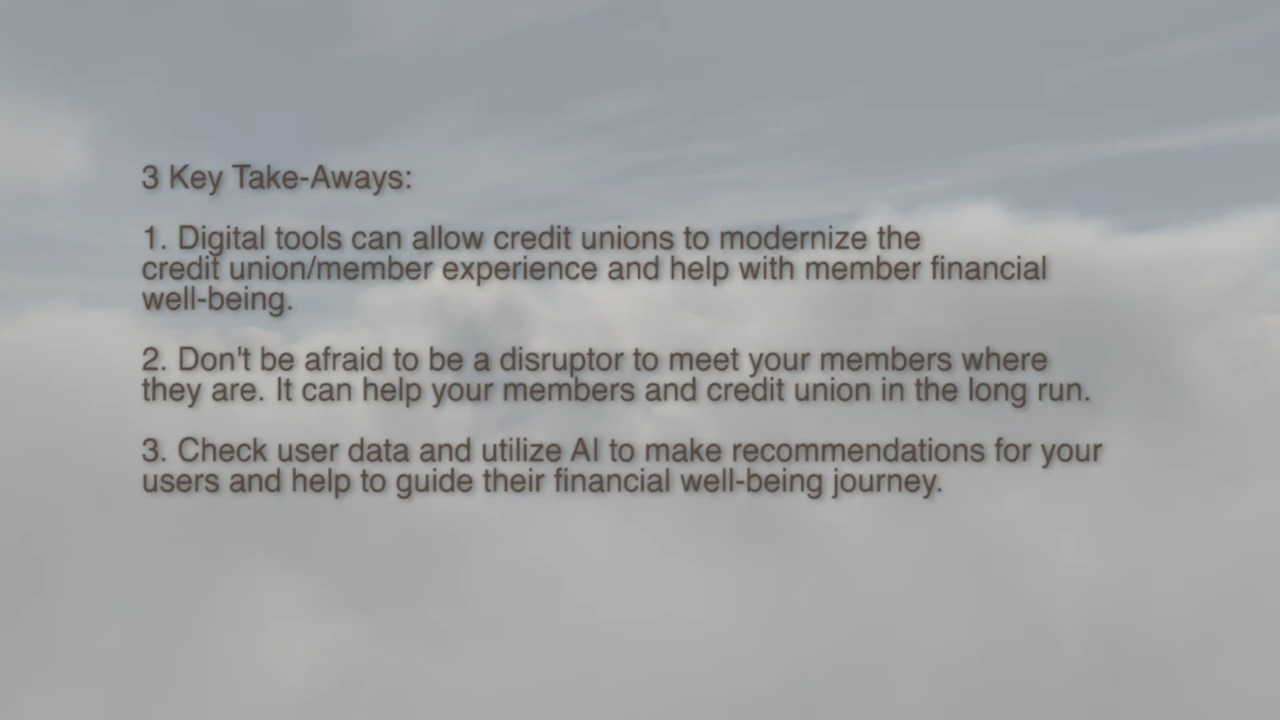 3 Key Take-Aways:
1. Digital tools can allow credit unions to modernize the
credit union/member experience and help with member financial
well-being.
2. Don't be afraid to be a disruptor to meet your members where
they are. It can help your members and credit union in the long run.
3. Check user data and utilize AI to make recommendations for your
users and help to guide their financial well-being journey.